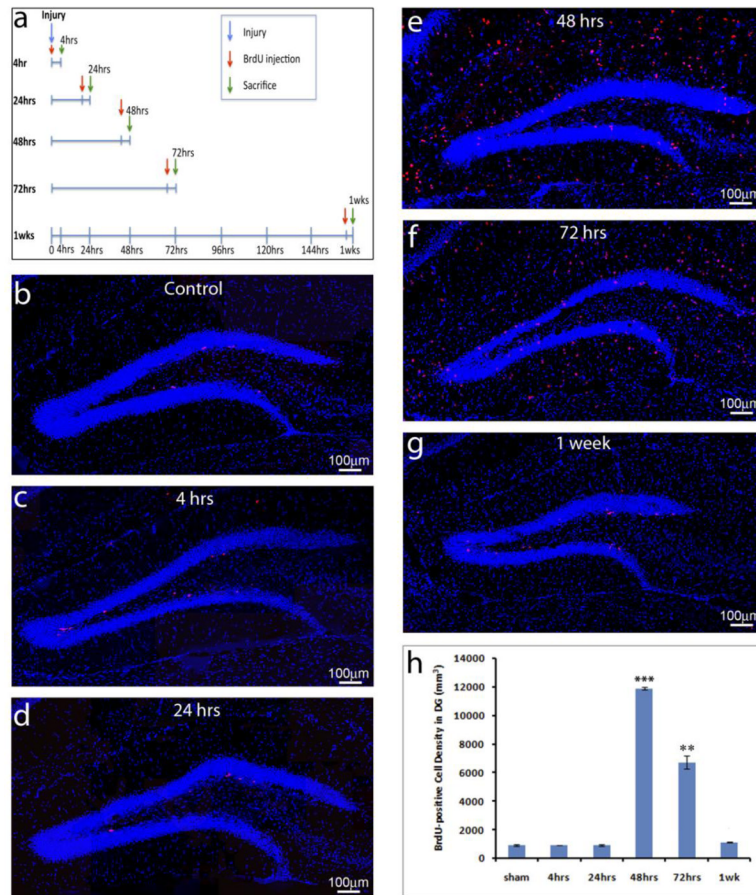 a
Injury
4hrs
4hr
24hrs
24hrs
48hrs
48hrs
72hrs
72hrs
1wks
1wks
0 4hrs 24hrs 48hrs 72hrs 96hrs 120hrs 144hrs 1wks
Injury
BrdU injection
Sacrifice
b
Control
100μm
c
4 hrs
100μm
d
24 hrs
100μm
e
48 hrs
100μm
f
72 hrs
100μm
g
1 week
100μm
h
BrdU-positive Cell Density in DG (mm³)
14000
12000
10000
8000
6000
4000
2000
0
***
**
sham 4hrs 24hrs 48hrs 72hrs 1wk